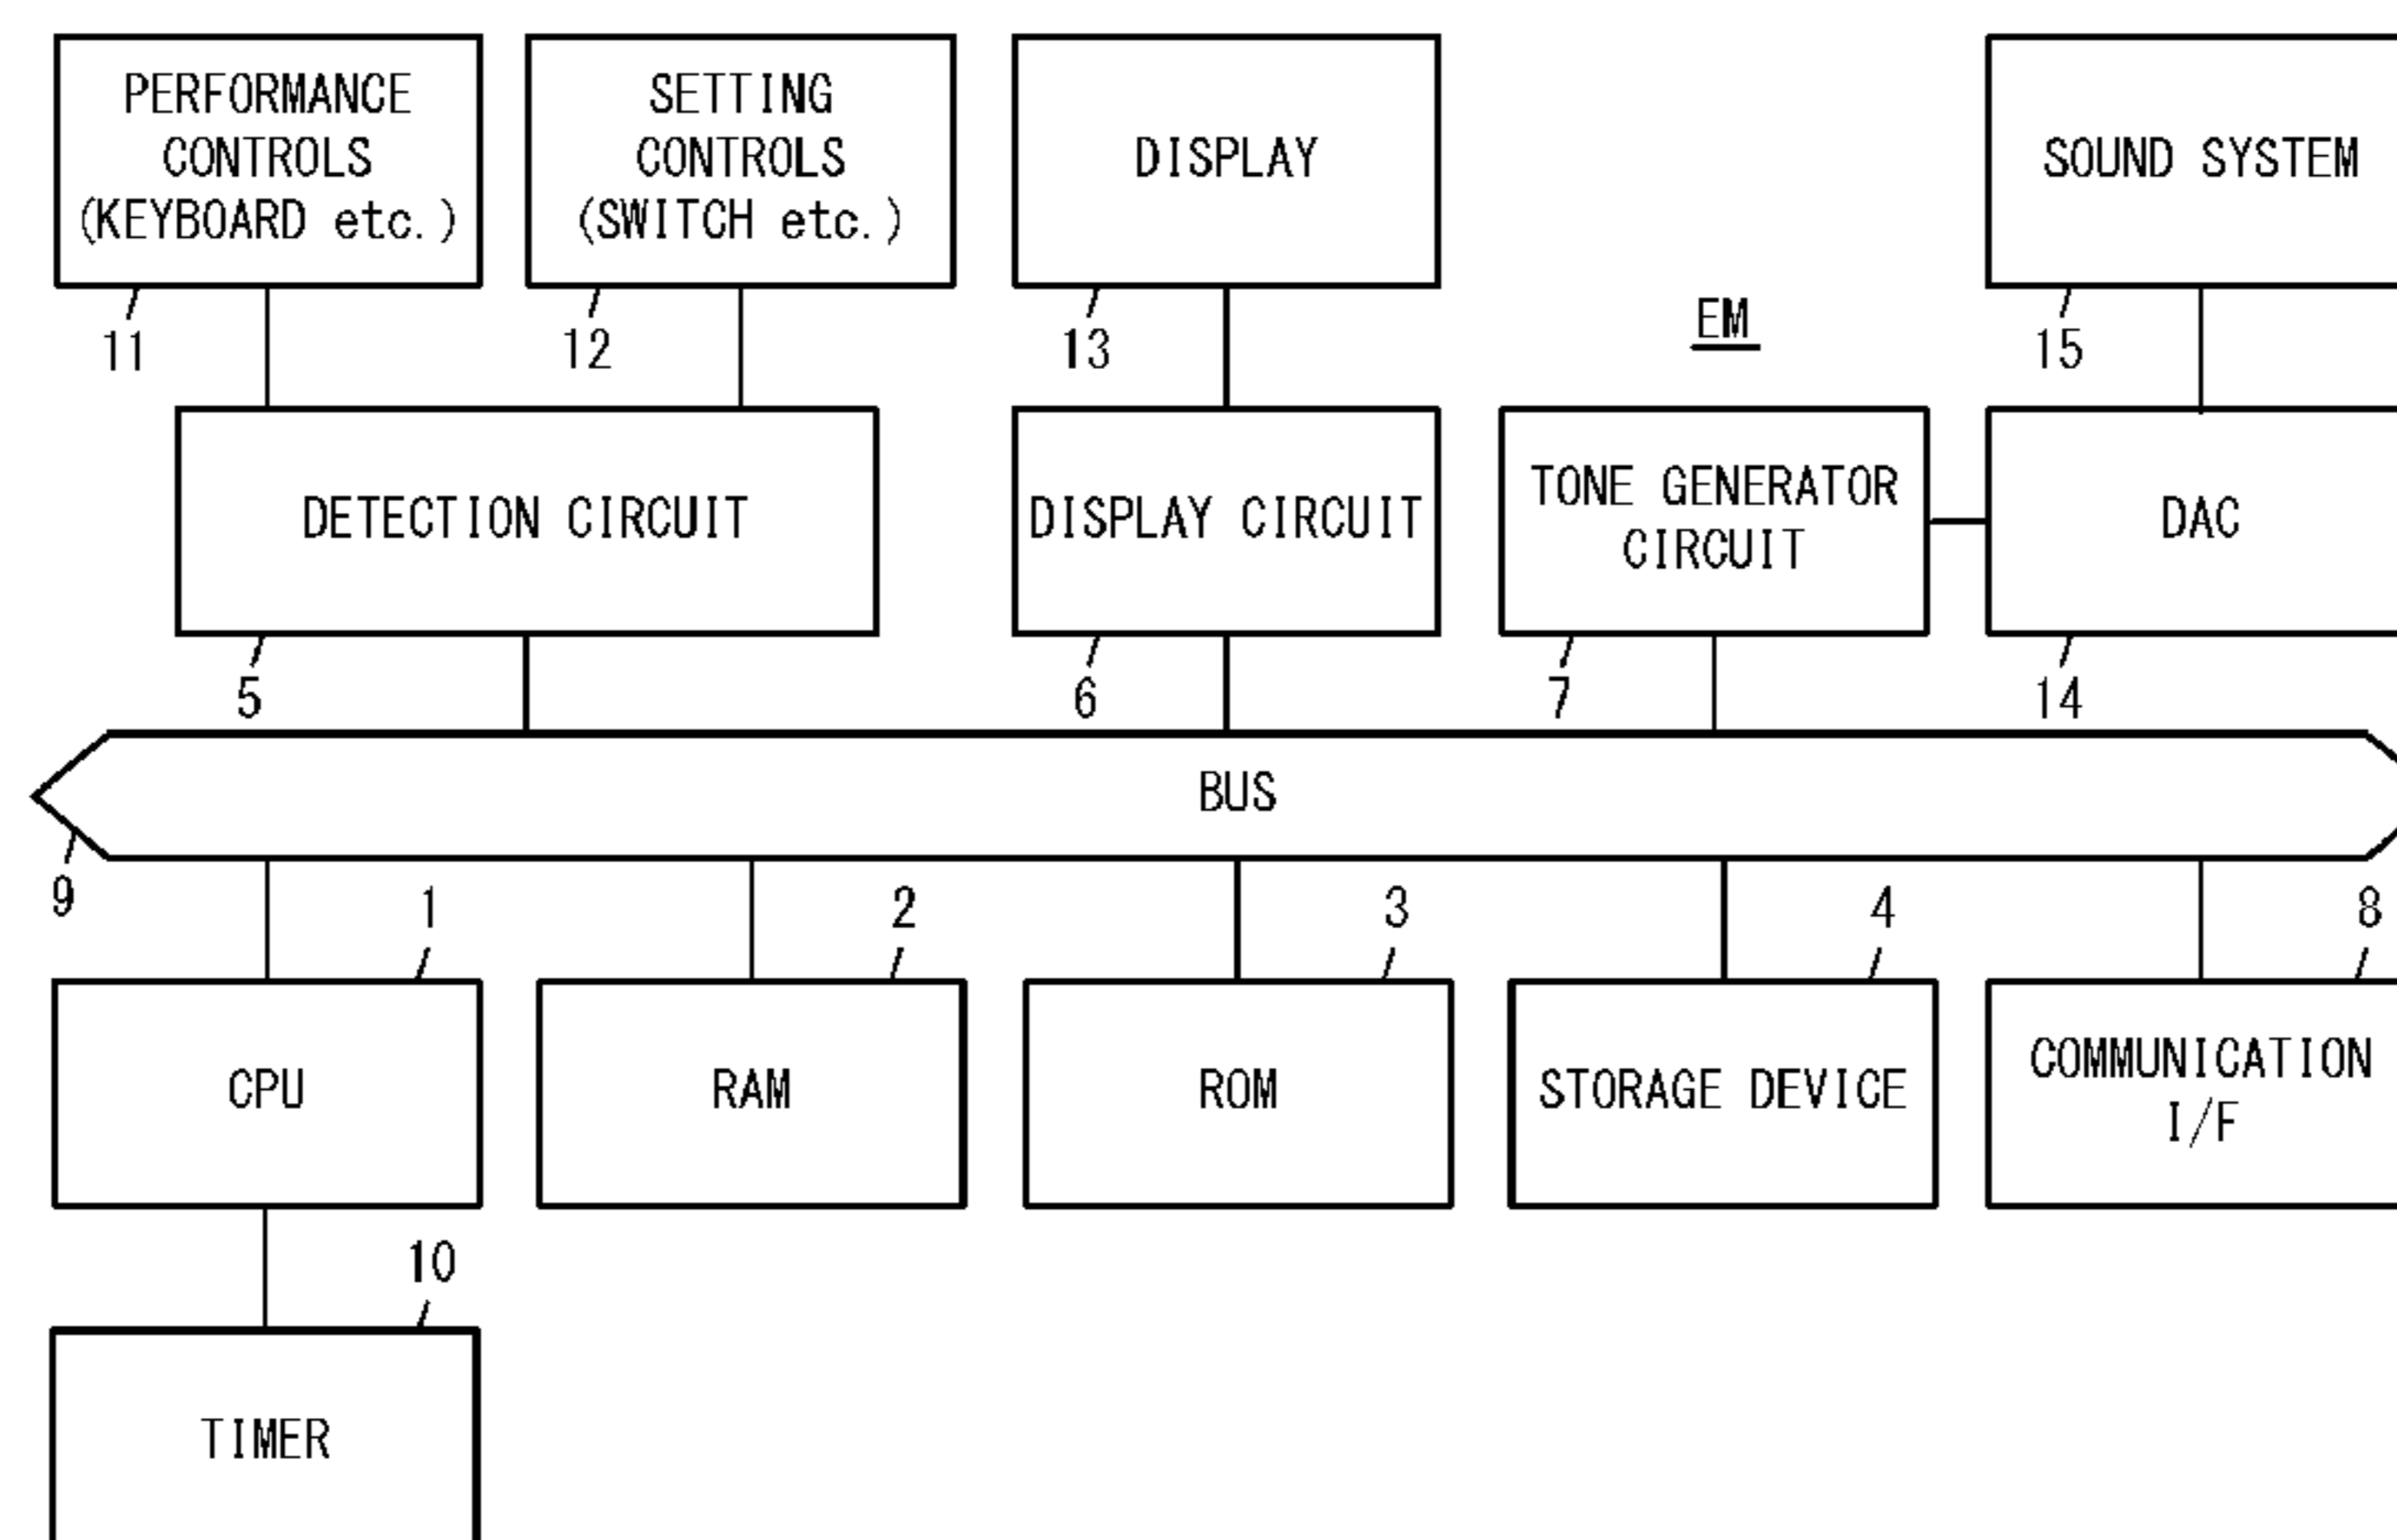 PERFORMANCE
CONTROLS
(KEYBOARD etc.)
SETTING
CONTROLS
(SWITCH etc.)
DISPLAY
SOUND SYSTEM
11
12
13
EM
15
DETECTION CIRCUIT
DISPLAY CIRCUIT
TONE GENERATOR
CIRCUIT
DAC
5
6
7
14
BUS
9
1
2
3
4
8
CPU
RAM
ROM
STORAGE DEVICE
COMMUNICATION
I/F
10
TIMER